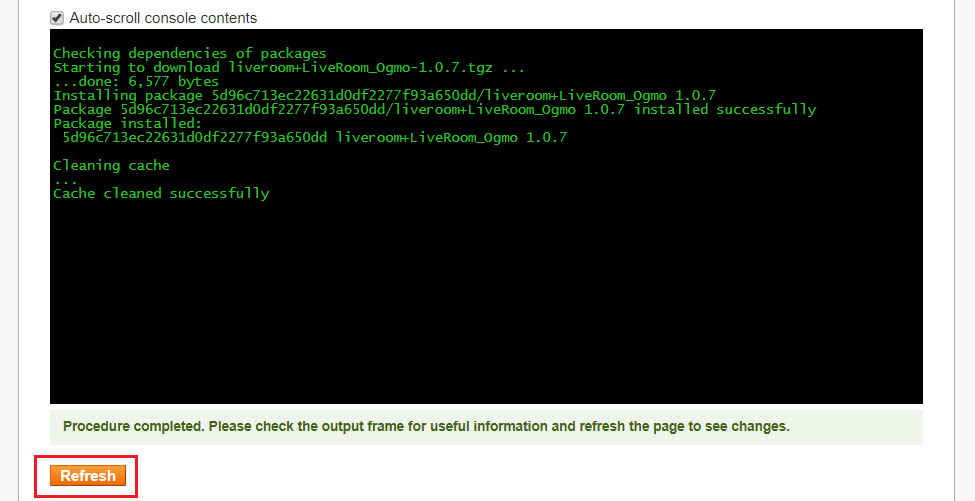 Auto-scroll console contents
Checking dependencies of packages
Starting to download liveroom+LiveRoom_Ogmo-1.0.7.tgz ...
...done: 6,577 bytes
Installing package 5d96c713ec22631d0df2277f93a650dd/liveroom+LiveRoom_Ogmo 1.0.7
Package 5d96c713ec22631d0df2277f93a650dd/liveroom+LiveRoom_Ogmo 1.0.7 installed successfully
Package installed:
5d96c713ec22631d0df2277f93a650dd liveroom+LiveRoom_Ogmo 1.0.7
Cleaning cache
...
Cache cleaned successfully
Procedure completed. Please check the output frame for useful information and refresh the page to see changes.
Refresh